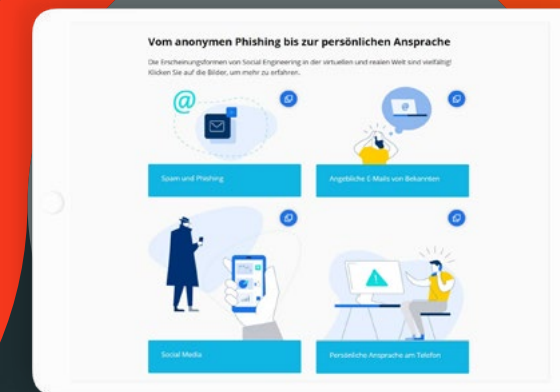 Vom anonymen Phishing bis zur persönlichen Ansprache
Die Erscheinungsformen von Social Engineering in der virtuellen und realen Welt sind vielfältig!
Klicken Sie auf die Bilder, um mehr zu erfahren.
@
Spam und Phishing
@
Angebliche E-Mails von Bekannten
Social Media
Persönliche Ansprache am Telefon